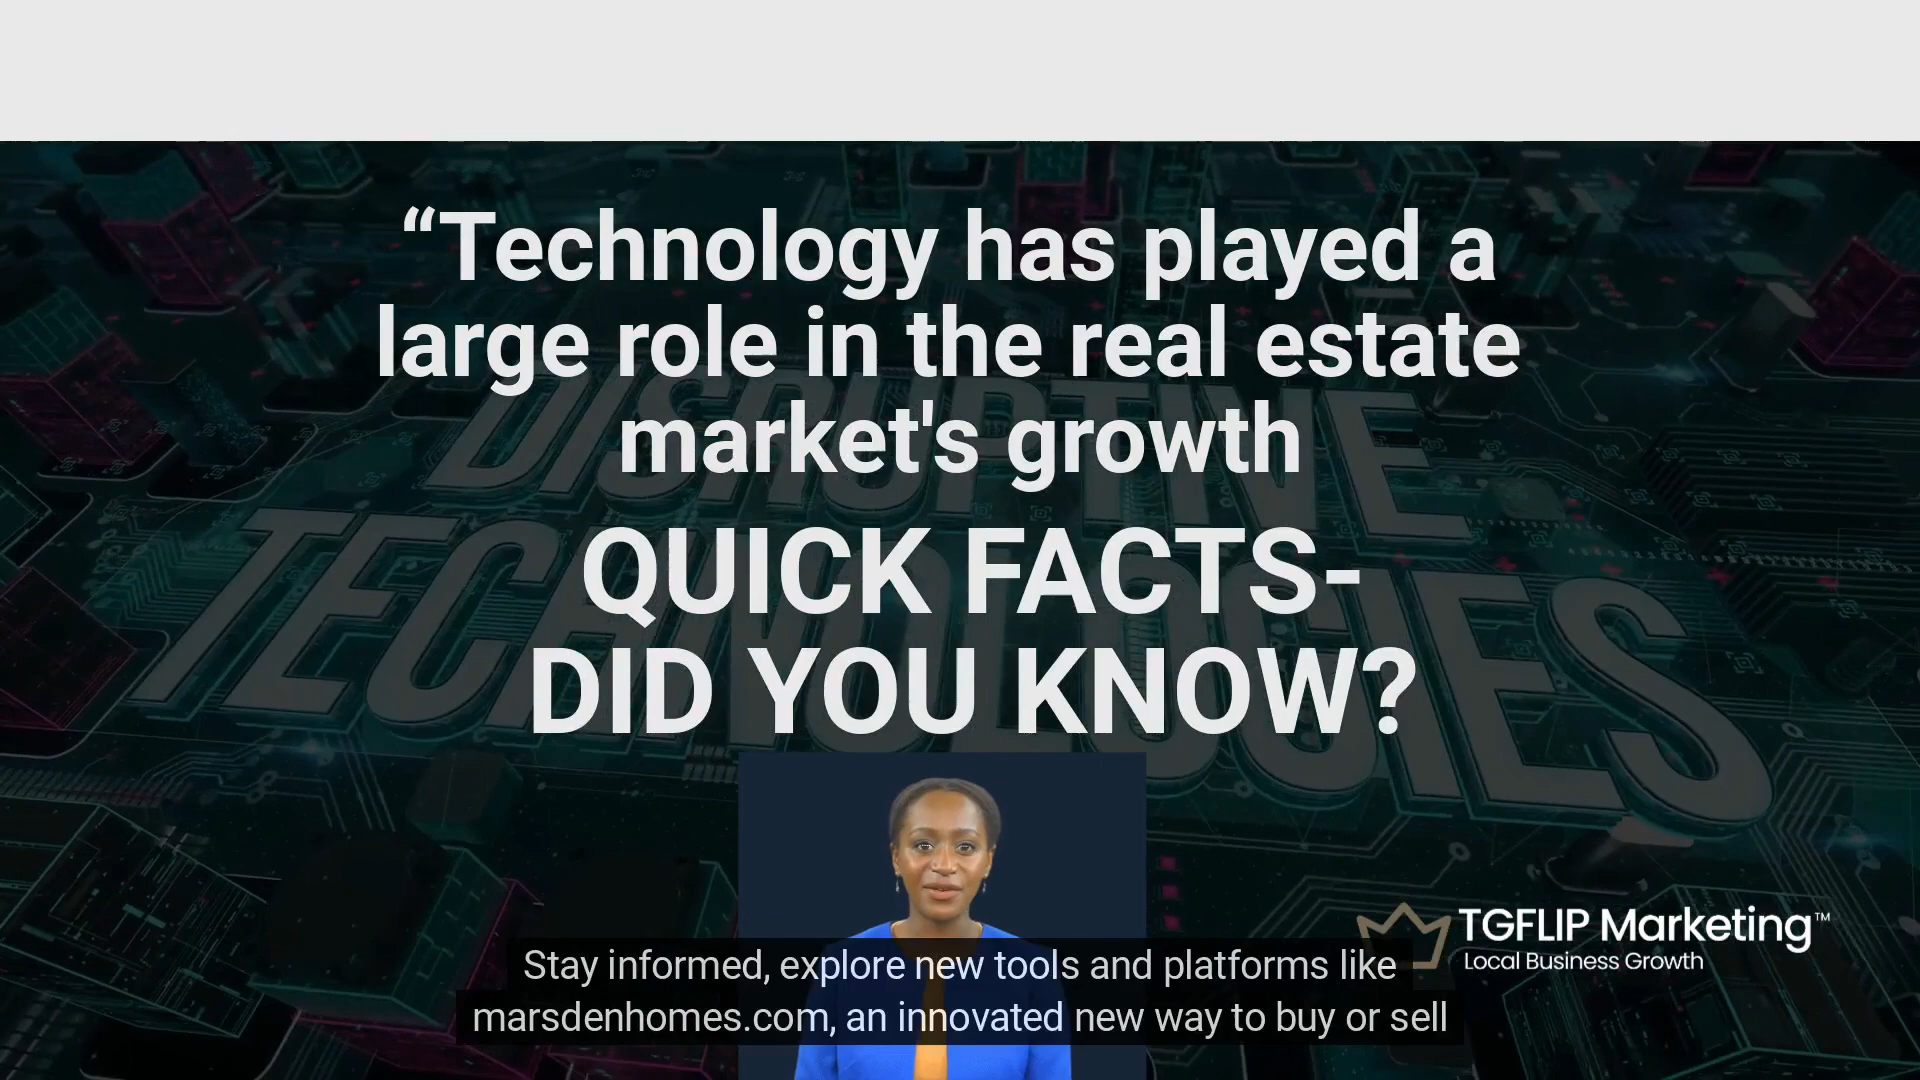 “Technology has played a
large role in the real estate
market's growth
DISRUPTIVE
TECHNOLOGIES
QUICK FACTS-
DID YOU KNOW?
TGFLIP Marketing™
Local Business Growth
Stay informed, explore new tools and platforms like
marsdenhomes.com, an innovated new way to buy or sell